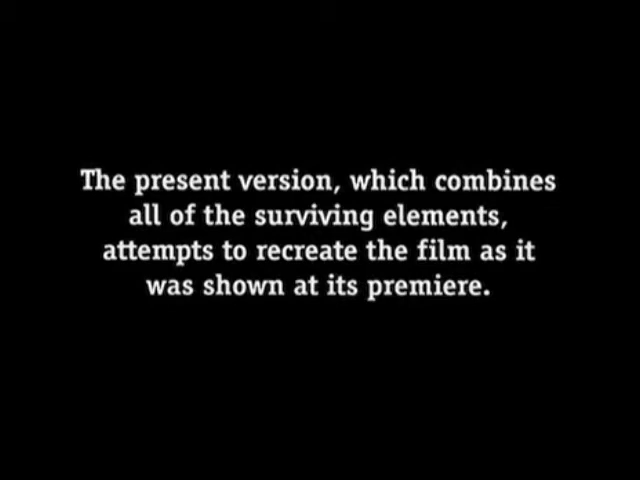 The present version, which combines
all of the surviving elements,
attempts to recreate the film as it
was shown at its premiere.